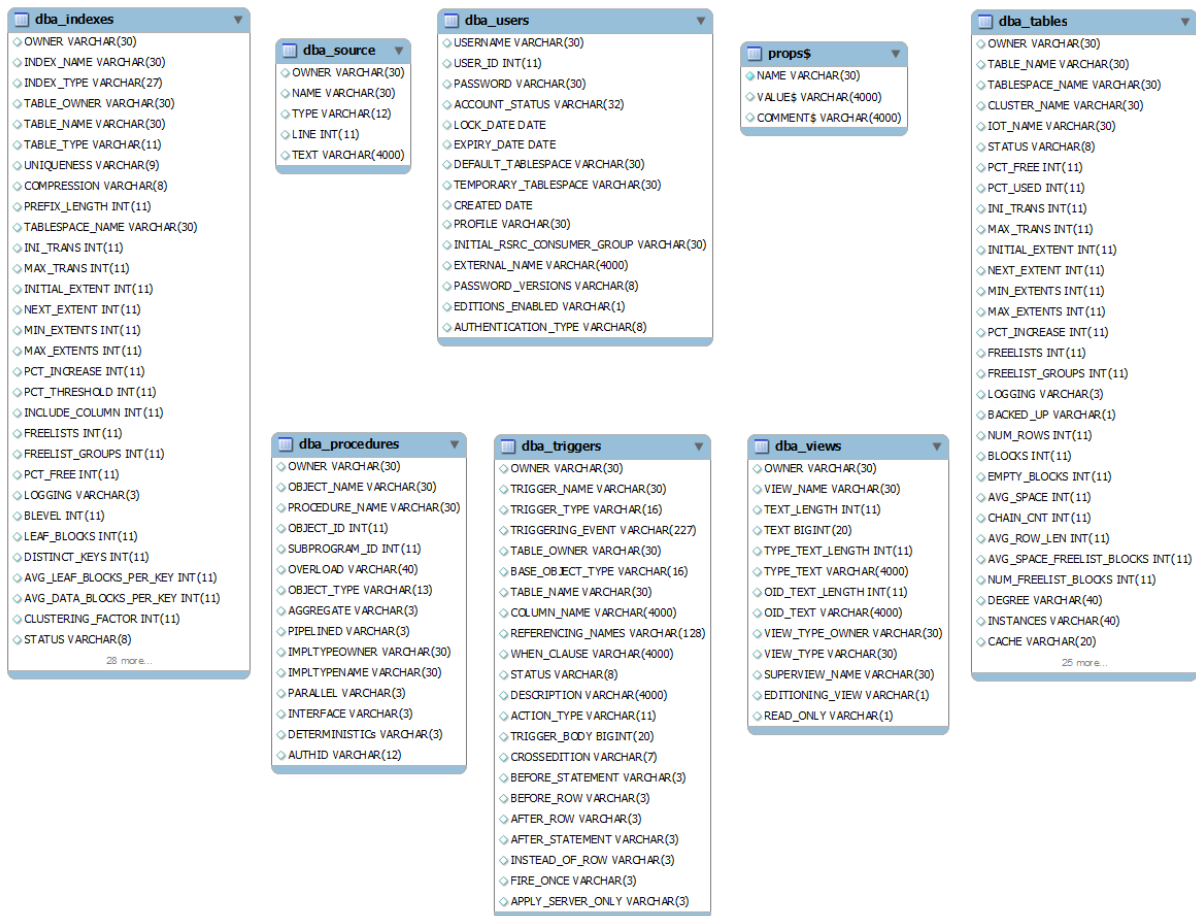 dba_indexes
OWNER VARCHAR(30)
INDEX_NAME VARCHAR(30)
INDEX_TYPE VARCHAR(27)
TABLE_OWNER VARCHAR(30)
TABLE_NAME VARCHAR(30)
TABLE_TYPE VARCHAR(11)
UNIQUENESS VARCHAR(9)
COMPRESSION VARCHAR(8)
PREFIX_LENGTH INT(11)
TABLESPACE_NAME VARCHAR(30)
INI_TRANS INT(11)
MAX_TRANS INT(11)
INITIAL_EXTENT INT(11)
NEXT_EXTENT INT(11)
MIN_EXTENTS INT(11)
MAX_EXTENTS INT(11)
PCT_INCREASE INT(11)
PCT_THRESHOLD INT(11)
INCLUDE_COLUMN INT(11)
FREELISTS INT(11)
FREELIST_GROUPS INT(11)
PCT_FREE INT(11)
LOGGING VARCHAR(3)
BLEVEL INT(11)
LEAF_BLOCKS INT(11)
DISTINCT_KEYS INT(11)
AVG_LEAF_BLOCKS_PER_KEY INT(11)
AVG_DATA_BLOCKS_PER_KEY INT(11)
CLUSTERING_FACTOR INT(11)
STATUS VARCHAR(8)
28 more...
dba_source
OWNER VARCHAR(30)
NAME VARCHAR(30)
TYPE VARCHAR(12)
LINE INT(11)
TEXT VARCHAR(4000)
dba_users
USERNAME VARCHAR(30)
USER_ID INT(11)
PASSWORD VARCHAR(30)
ACCOUNT_STATUS VARCHAR(32)
LOCK_DATE DATE
EXPIRY_DATE DATE
DEFAULT_TABLESPACE VARCHAR(30)
TEMPORARY_TABLESPACE VARCHAR(30)
CREATED DATE
PROFILE VARCHAR(30)
INITIAL_RSRC_CONSUMER_GROUP VARCHAR(30)
EXTERNAL_NAME VARCHAR(4000)
PASSWORD_VERSIONS VARCHAR(8)
EDITIONS_ENABLED VARCHAR(1)
AUTHENTICATION_TYPE VARCHAR(8)
props$
NAME VARCHAR(30)
VALUE$ VARCHAR(4000)
COMMENT$ VARCHAR(4000)
dba_tables
OWNER VARCHAR(30)
TABLE_NAME VARCHAR(30)
TABLESPACE_NAME VARCHAR(30)
CLUSTER_NAME VARCHAR(30)
IOT_NAME VARCHAR(30)
STATUS VARCHAR(8)
PCT_FREE INT(11)
PCT_USED INT(11)
INI_TRANS INT(11)
MAX_TRANS INT(11)
INITIAL_EXTENT INT(11)
NEXT_EXTENT INT(11)
MIN_EXTENTS INT(11)
MAX_EXTENTS INT(11)
PCT_INCREASE INT(11)
FREELISTS INT(11)
FREELIST_GROUPS INT(11)
LOGGING VARCHAR(3)
BACKED_UP VARCHAR(1)
NUM_ROWS INT(11)
BLOCKS INT(11)
EMPTY_BLOCKS INT(11)
AVG_SPACE INT(11)
CHAIN_CNT INT(11)
AVG_ROW_LEN INT(11)
AVG_SPACE_FREELIST_BLOCKS INT(11)
NUM_FREELIST_BLOCKS INT(11)
DEGREE VARCHAR(40)
INSTANCES VARCHAR(40)
CACHE VARCHAR(20)
25 more...
dba_procedures
OWNER VARCHAR(30)
OBJECT_NAME VARCHAR(30)
PROCEDURE_NAME VARCHAR(30)
OBJECT_ID INT(11)
SUBPROGRAM_ID INT(11)
OVERLOAD VARCHAR(40)
OBJECT_TYPE VARCHAR(13)
AGGREGATE VARCHAR(3)
PIPELINED VARCHAR(3)
IMPLTYPEOWNER VARCHAR(30)
IMPLTYPENAME VARCHAR(30)
PARALLEL VARCHAR(3)
INTERFACE VARCHAR(3)
DETERMINISTICs VARCHAR(3)
AUTHID VARCHAR(12)
dba_triggers
OWNER VARCHAR(30)
TRIGGER_NAME VARCHAR(30)
TRIGGER_TYPE VARCHAR(16)
TRIGGERING_EVENT VARCHAR(227)
TABLE_OWNER VARCHAR(30)
BASE_OBJECT_TYPE VARCHAR(16)
TABLE_NAME VARCHAR(30)
COLUMN_NAME VARCHAR(4000)
REFERENCING_NAMES VARCHAR(128)
WHEN_CLAUSE VARCHAR(4000)
STATUS VARCHAR(8)
DESCRIPTION VARCHAR(4000)
ACTION_TYPE VARCHAR(11)
TRIGGER_BODY BIGINT(20)
CROSSEDITION VARCHAR(7)
BEFORE_STATEMENT VARCHAR(3)
BEFORE_ROW VARCHAR(3)
AFTER_ROW VARCHAR(3)
AFTER_STATEMENT VARCHAR(3)
INSTEAD_OF_ROW VARCHAR(3)
FIRE_ONCE VARCHAR(3)
APPLY_SERVER_ONLY VARCHAR(3)
dba_views
OWNER VARCHAR(30)
VIEW_NAME VARCHAR(30)
TEXT_LENGTH INT(11)
TEXT BIGINT(20)
TYPE_TEXT_LENGTH INT(11)
TYPE_TEXT VARCHAR(4000)
OID_TEXT_LENGTH INT(11)
OID_TEXT VARCHAR(4000)
VIEW_TYPE_OWNER VARCHAR(30)
VIEW_TYPE VARCHAR(30)
SUPERVIEW_NAME VARCHAR(30)
EDITIONING_VIEW VARCHAR(1)
READ_ONLY VARCHAR(1)